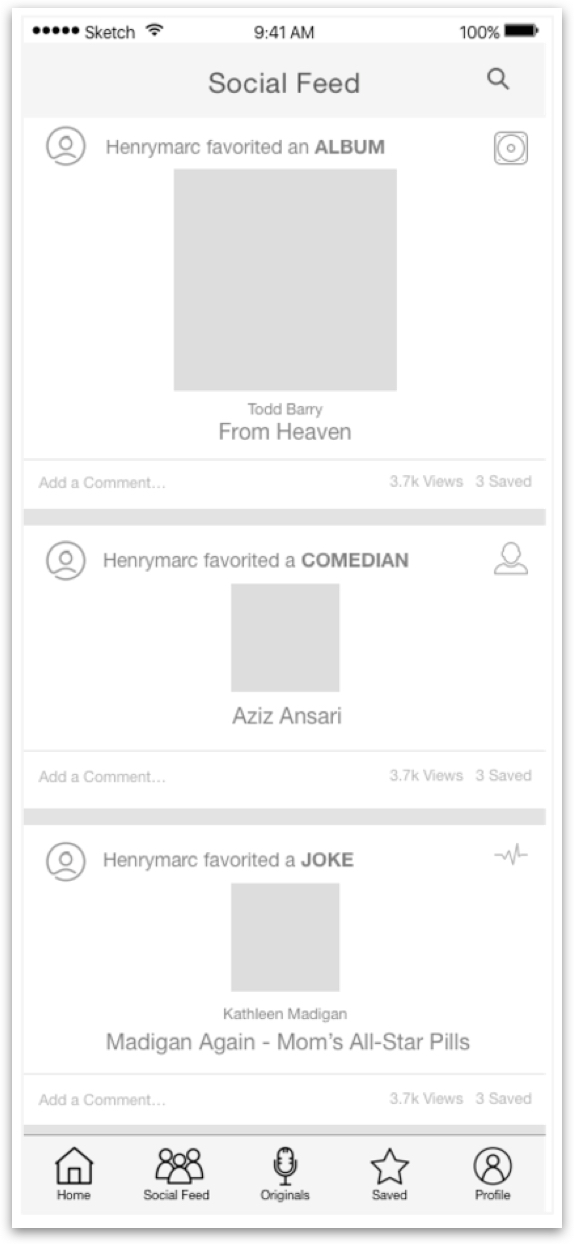 Sketch 9:41 AM 100%
Social Feed
Henrymarc favorited an ALBUM
Todd Barry
From Heaven
Add a Comment... 3.7k Views 3 Saved
Henrymarc favorited a COMEDIAN
Aziz Ansari
Add a Comment... 3.7k Views 3 Saved
Henrymarc favorited a JOKE
Kathleen Madigan
Madigan Again - Mom’s All-Star Pills
Add a Comment... 3.7k Views 3 Saved
Home Social Feed Originals Saved Profile